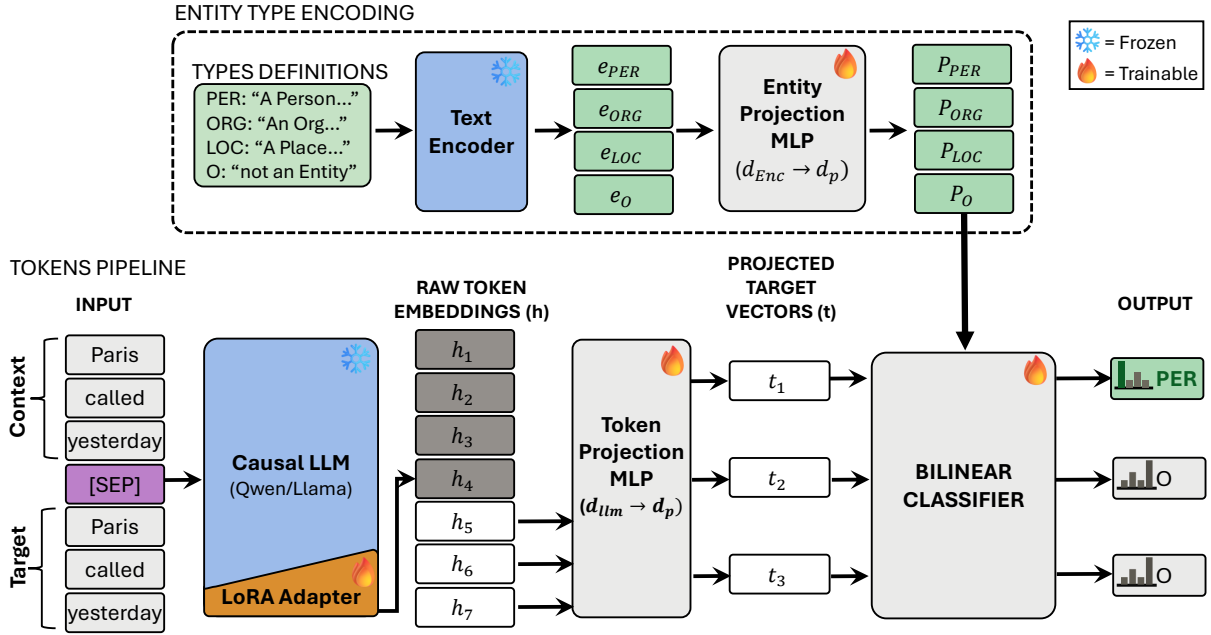 ENTITY TYPE ENCODING
= Frozen
= Trainable
TYPES DEFINITIONS
PER: “A Person...”
ORG: “An Org...”
LOC: “A Place...”
O: “not an Entity”
Text
Encoder
e_PER
e_ORG
e_LOC
e_O
Entity
Projection
MLP
(d_Enc → d_p)
P_PER
P_ORG
P_LOC
P_O
TOKENS PIPELINE
INPUT
Context
Paris
called
yesterday
[SEP]
Target
Paris
called
yesterday
Causal LLM
(Qwen/Llama)
LoRA Adapter
RAW TOKEN
EMBEDDINGS (h)
h_1
h_2
h_3
h_4
h_5
h_6
h_7
Token
Projection
MLP
(d_llm → d_p)
PROJECTED
TARGET
VECTORS (t)
t_1
t_2
t_3
BILINEAR
CLASSIFIER
OUTPUT
PER
O
O